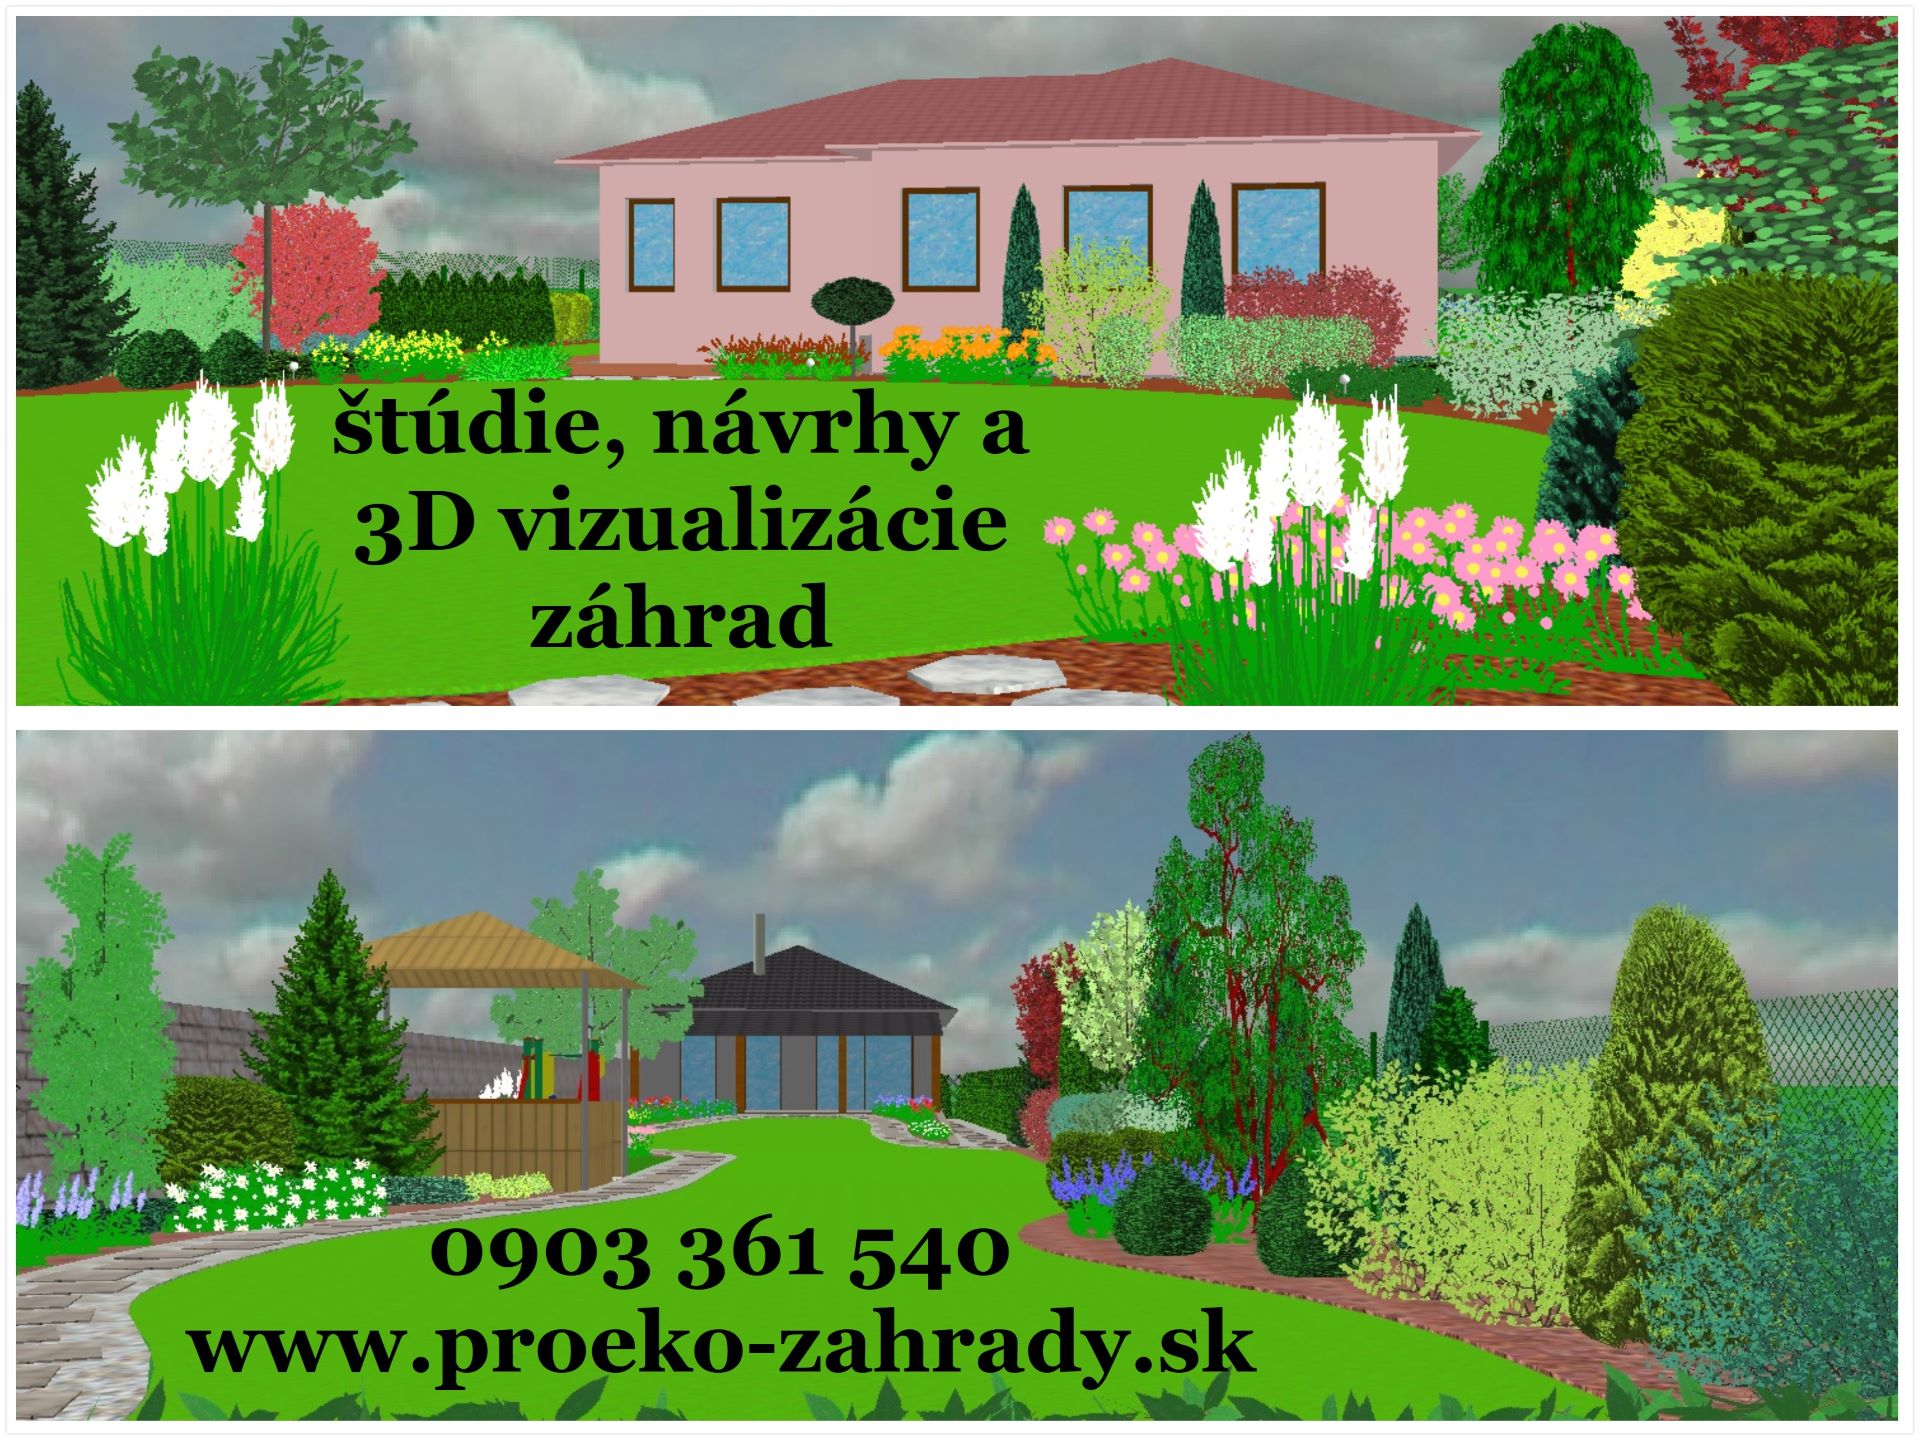 štúdie, návrhy a
3D vizualizácie
záhrad
0903 361 540
www.proeko-zahrady.sk